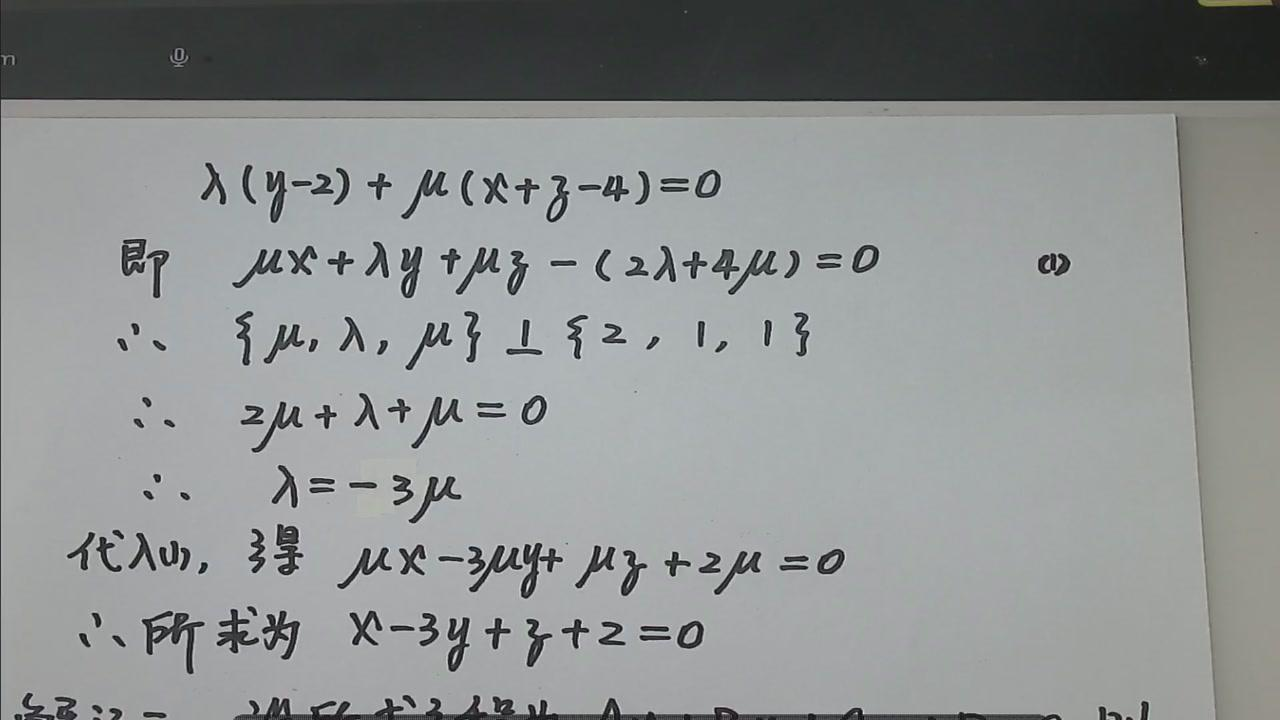 m
λ(y-2) + μ(x+z-4)=0
即 μx+λy+μz-(2λ+4μ)=0 (1)
∴ {μ, λ, μ} ⊥ {2, 1, 1}
∴ 2μ+λ+μ=0
∴ λ=-3μ
代入(1), 得 μx-3μy+μz+2μ=0
∴所求为 x-3y+z+2=0